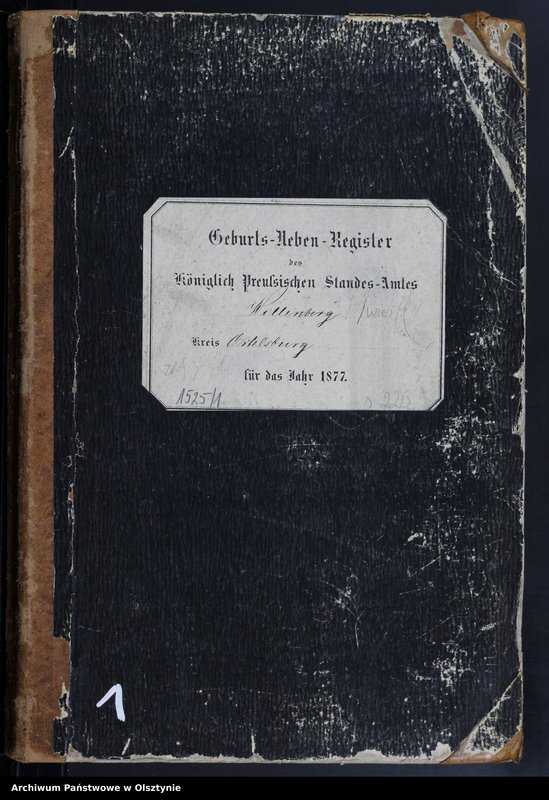 Geburts-Neben-Register
des
Königlich Preußischen Standes-Amtes
Willenberg /wieś/
Kreis Ortelsburg
für das Jahr 1877.
1525/1
1
Archiwum Państwowe w Olsztynie